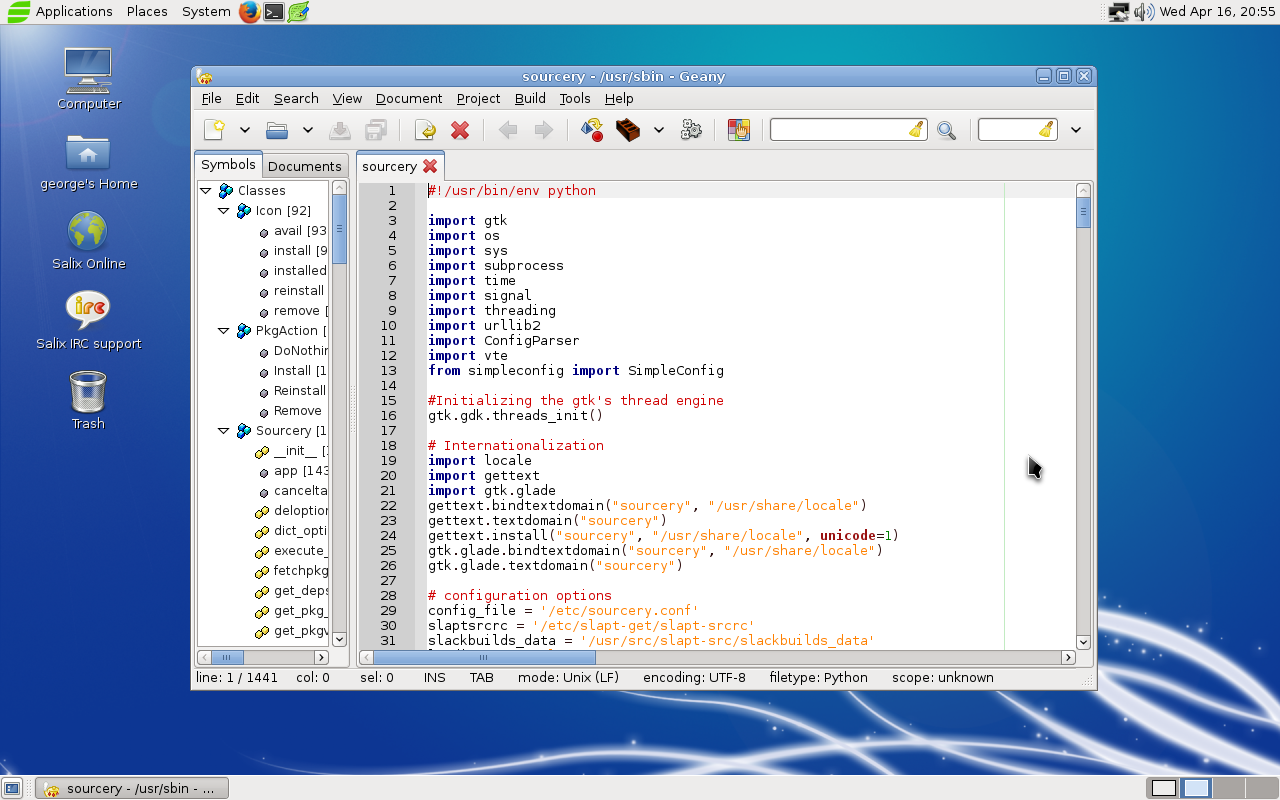 Applications Places System Wed Apr 16, 20:55
Computer
george's Home
Salix Online
irc
Salix IRC support
Trash
sourcery - /usr/sbin - Geany
File Edit Search View Document Project Build Tools Help
Symbols Documents
Classes
Icon [92]
avail [93
install [9
installed
reinstall
remove [
PkgAction [
DoNothin
Install [1
Reinstall
Remove
Sourcery [1
__init__ [
app [143
cancelta
deloption
dict_opti
execute_
fetchpkg
get_deps
get_pkg_
get_pkgv
sourcery
1 #!/usr/bin/env python
2
3 import gtk
4 import os
5 import sys
6 import subprocess
7 import time
8 import signal
9 import threading
10 import urllib2
11 import ConfigParser
12 import vte
13 from simpleconfig import SimpleConfig
14
15 #Initializing the gtk's thread engine
16 gtk.gdk.threads_init()
17
18 # Internationalization
19 import locale
20 import gettext
21 import gtk.glade
22 gettext.bindtextdomain("sourcery", "/usr/share/locale")
23 gettext.textdomain("sourcery")
24 gettext.install("sourcery", "/usr/share/locale", unicode=1)
25 gtk.glade.bindtextdomain("sourcery", "/usr/share/locale")
26 gtk.glade.textdomain("sourcery")
27
28 # configuration options
29 config_file = '/etc/sourcery.conf'
30 slaptsrcrc = '/etc/slapt-get/slapt-srcrc'
31 slackbuilds_data = '/usr/src/slapt-src/slackbuilds_data'
line: 1 / 1441 col: 0 sel: 0 INS TAB mode: Unix (LF) encoding: UTF-8 filetype: Python scope: unknown
sourcery - /usr/sbin - ...